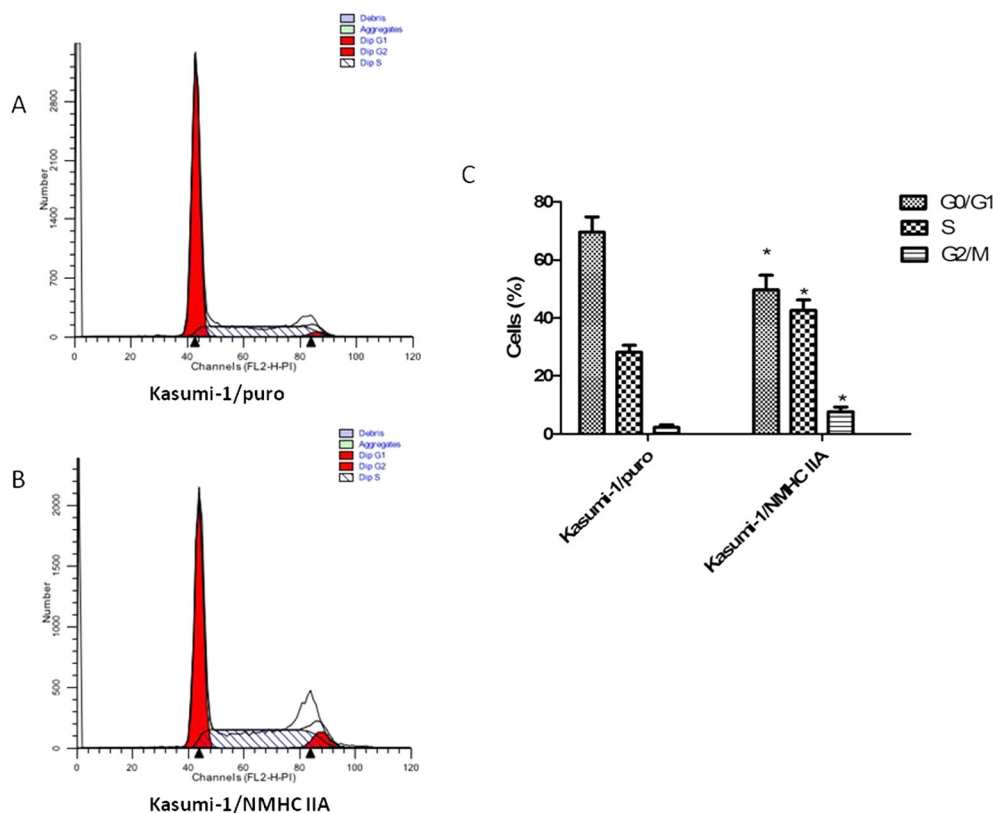 A
Debris
Aggregates
Dip G1
Dip G2
Dip S
Number
2800
2100
1400
700
0
0 20 40 60 80 100 120
Channels (FL2-H-PI)
Kasumi-1/puro
B
Debris
Aggregates
Dip G1
Dip G2
Dip S
Number
2000
1500
1000
500
0
0 20 40 60 80 100 120
Channels (FL2-H-PI)
Kasumi-1/NMHC IIA
C
G0/G1
S
G2/M
Cells (%)
80
60
40
20
0
*
*
*
Kasumi-1/puro
Kasumi-1/NMHC IIA